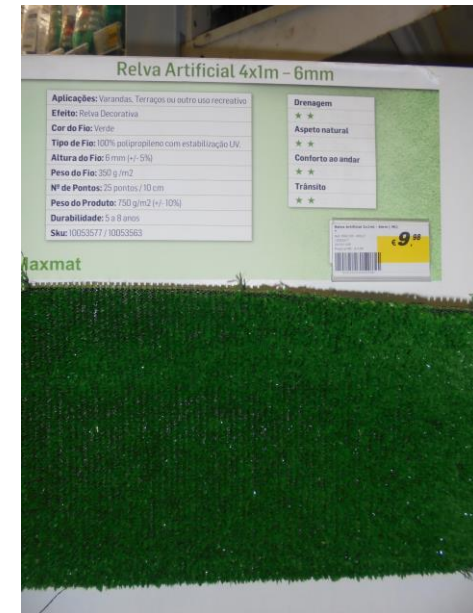 Relva Artificial 4x1m – 6mm
Aplicações: Varandas, Terraços ou outro uso recreativo
Efeito: Relva Decorativa
Cor do Fio: Verde
Tipo de Fio: 100% polipropileno com estabilização UV.
Altura do Fio: 6 mm (+/- 5%)
Peso do Fio: 350 g/m2
Nº de Pontos: 25 pontos / 10 cm
Peso do Produto: 750 g/m2 (+/- 10%)
Durabilidade: 5 a 8 anos
Sku: 10053577 / 10053563
Drenagem
★ ★
Aspeto natural
★ ★
Conforto ao andar
★ ★
Trânsito
★ ★
€ 9
axmat